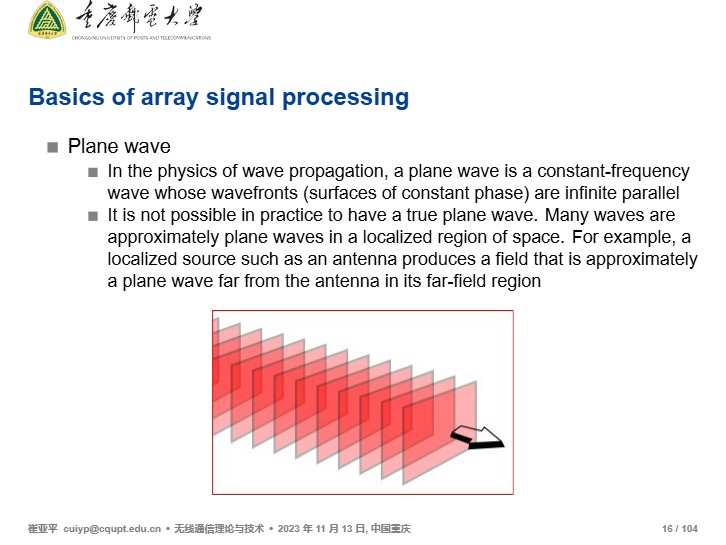 重慶郵電大學
CHONGQING UNIVERSITY OF POSTS AND TELECOMMUNICATIONS
Basics of array signal processing
Plane wave
In the physics of wave propagation, a plane wave is a constant-frequency
wave whose wavefronts (surfaces of constant phase) are infinite parallel
It is not possible in practice to have a true plane wave. Many waves are
approximately plane waves in a localized region of space. For example, a
localized source such as an antenna produces a field that is approximately
a plane wave far from the antenna in its far-field region
崔亚平 cuiyp@cqupt.edu.cn • 无线通信理论与技术 • 2023 年 11 月 13 日, 中国重庆
16 / 104